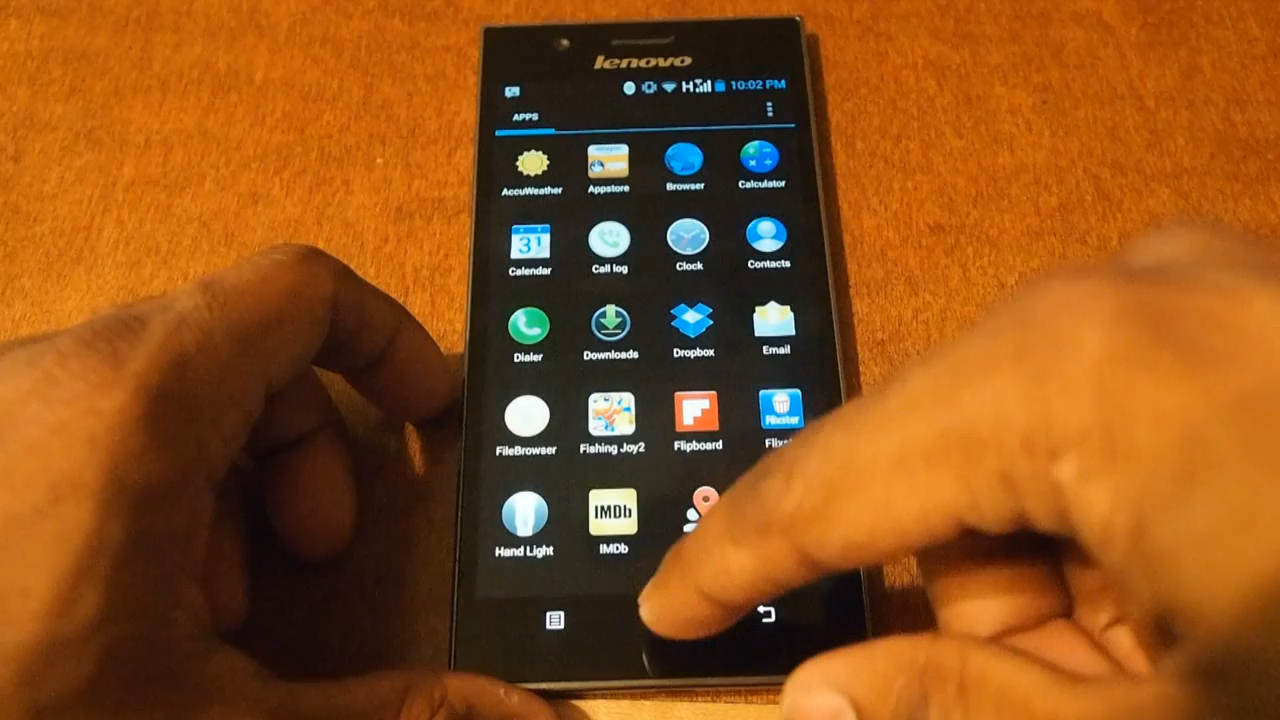 lenovo
H 10:02 PM
APPS
AccuWeather Appstore Browser Calculator
31
Calendar Call log Clock Contacts
Dialer Downloads Dropbox Email
Flixster
FileBrowser Fishing Joy2 Flipboard
IMDb
Hand Light IMDb